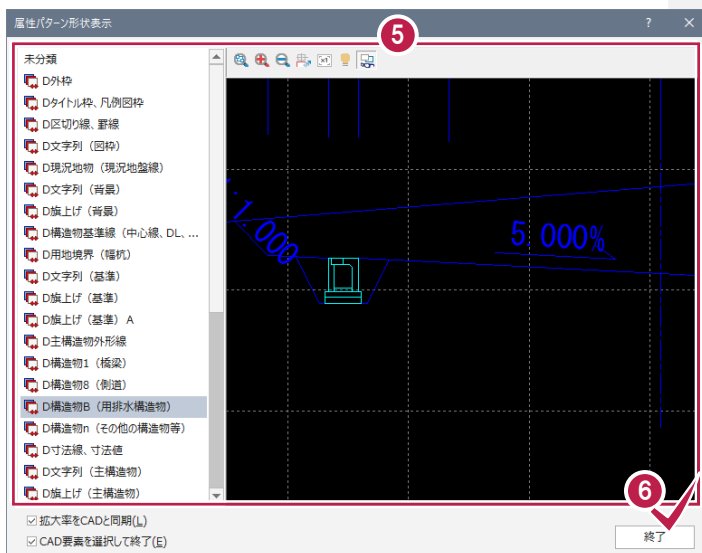 属性パターン形状表示
?
5
未分類
D外枠
Dタイトル枠、凡例図枠
D区切り線、罫線
D文字列（図枠）
D現況地物（現況地盤線）
D文字列（背景）
D旗上げ（背景）
D構造物基準線（中心線、DL、...
D用地境界（幅杭）
D文字列（基準）
D旗上げ（基準）
D旗上げ（基準）A
D主構造物外形線
D構造物1（橋梁）
D構造物8（側道）
D構造物B（用排水構造物）
D構造物n（その他の構造物等）
D寸法線、寸法値
D文字列（主構造物）
D旗上げ（主構造物）
1.000
5.000%
6
拡大率をCADと同期(L)
CAD要素を選択して終了(E)
終了